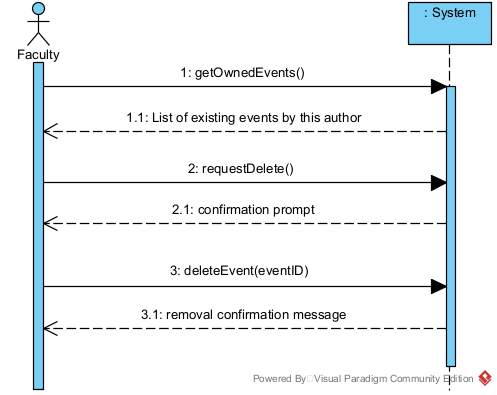 : System
Faculty
1: getOwnedEvents()
1.1: List of existing events by this author
2: requestDelete()
2.1: confirmation prompt
3: deleteEvent(eventID)
3.1: removal confirmation message
Powered By Visual Paradigm Community Edition